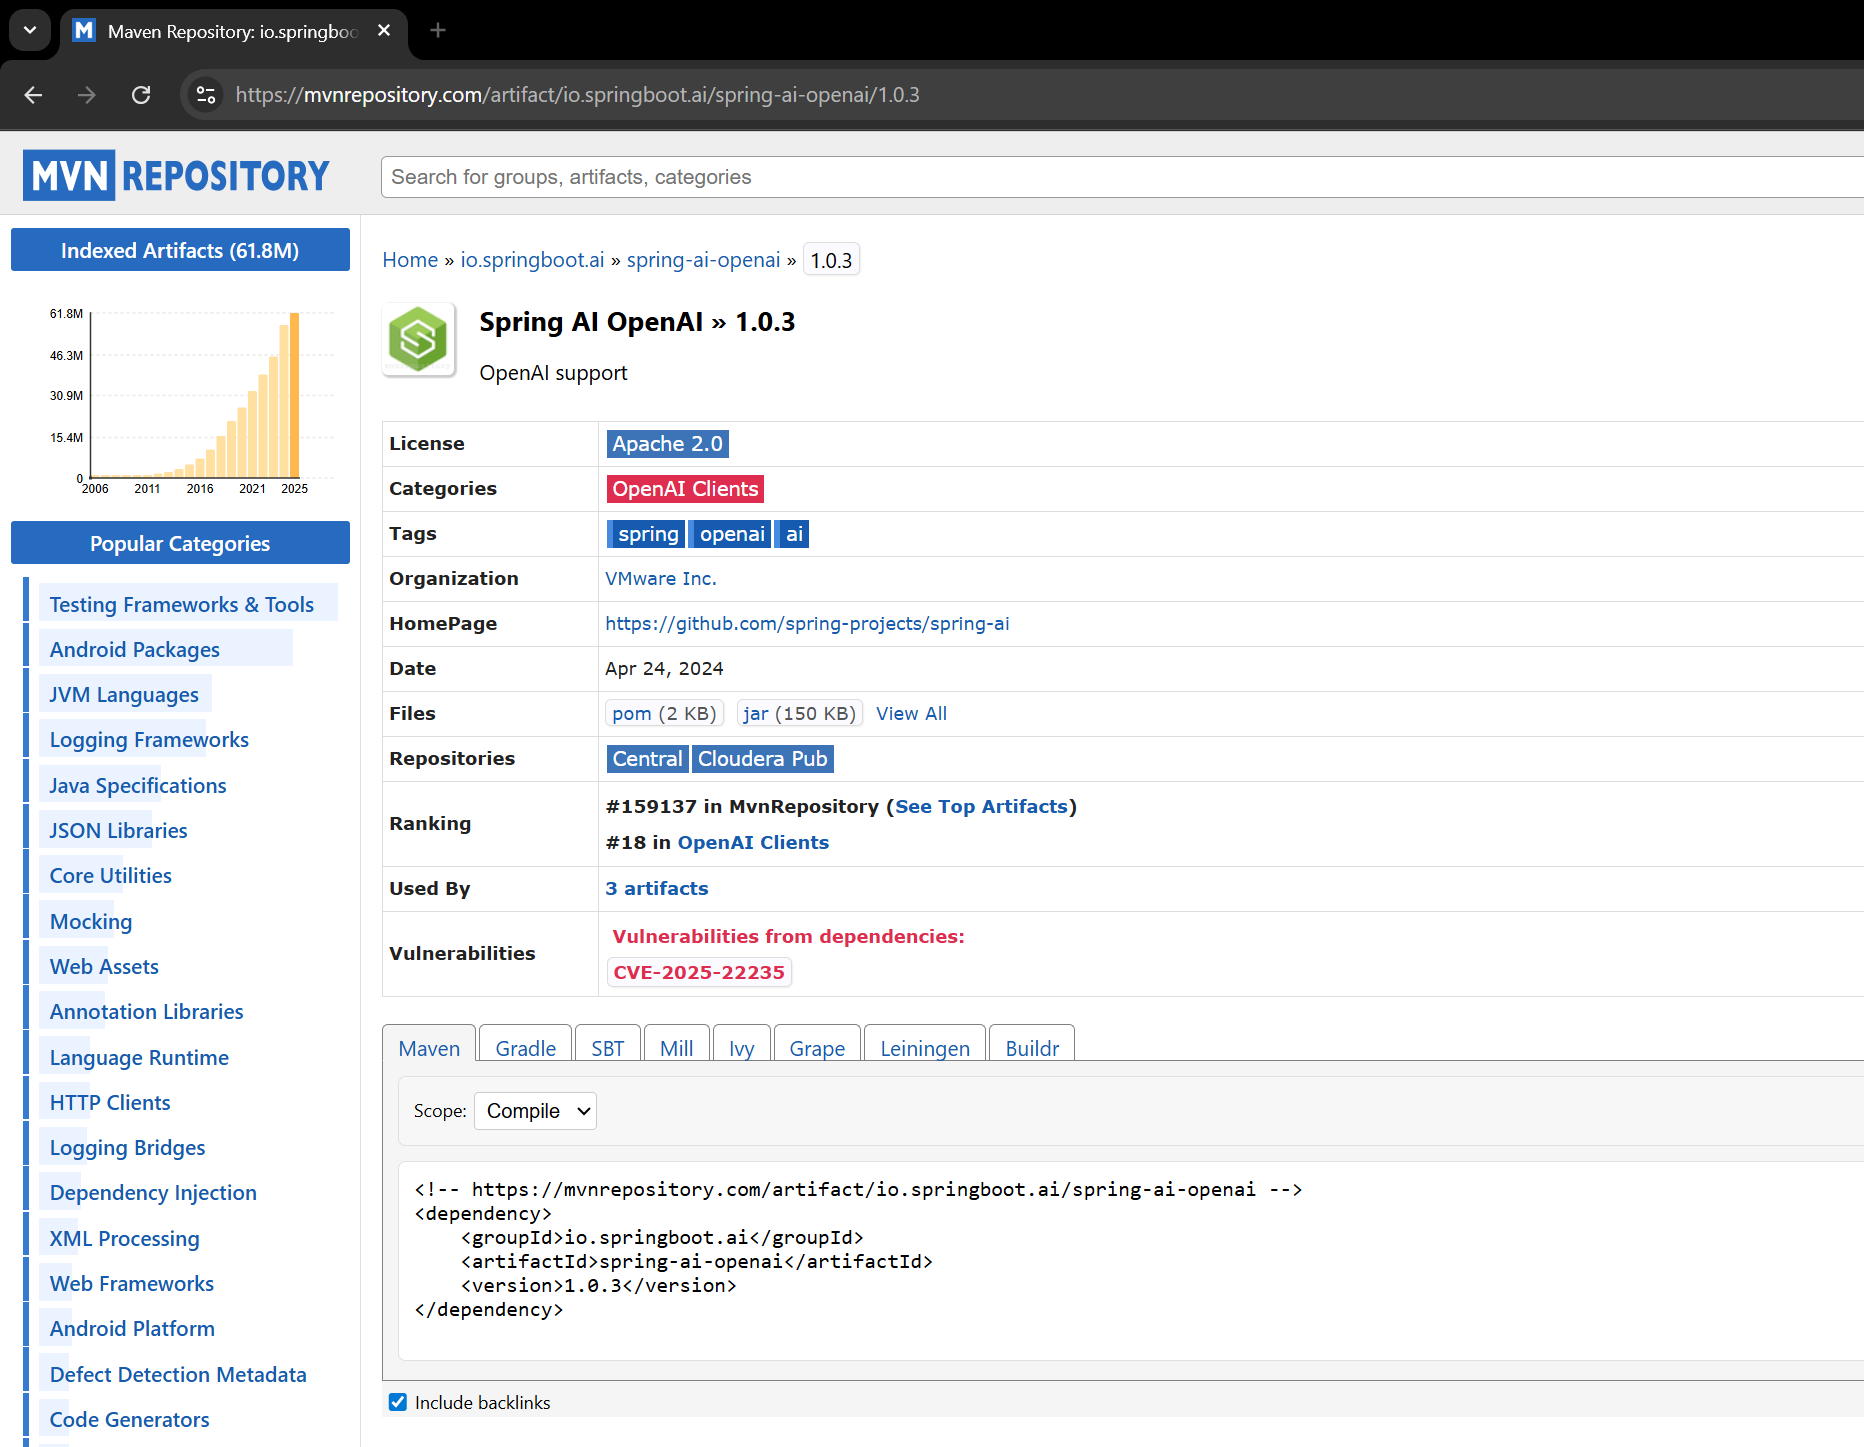 Maven Repository: io.springboo
https://mvnrepository.com/artifact/io.springboot.ai/spring-ai-openai/1.0.3
MVN REPOSITORY
Search for groups, artifacts, categories
Indexed Artifacts (61.8M)
61.8M
46.3M
30.9M
15.4M
0
2006 2011 2016 2021 2025
Popular Categories
Testing Frameworks & Tools
Android Packages
JVM Languages
Logging Frameworks
Java Specifications
JSON Libraries
Core Utilities
Mocking
Web Assets
Annotation Libraries
Language Runtime
HTTP Clients
Logging Bridges
Dependency Injection
XML Processing
Web Frameworks
Android Platform
Defect Detection Metadata
Code Generators
Home » io.springboot.ai » spring-ai-openai » 1.0.3
Spring AI OpenAI » 1.0.3
OpenAI support
License Apache 2.0
Categories OpenAI Clients
Tags spring openai ai
Organization VMware Inc.
HomePage https://github.com/spring-projects/spring-ai
Date Apr 24, 2024
Files pom (2 KB) jar (150 KB) View All
Repositories Central Cloudera Pub
Ranking #159137 in MvnRepository (See Top Artifacts)
#18 in OpenAI Clients
Used By 3 artifacts
Vulnerabilities Vulnerabilities from dependencies:
CVE-2025-22235
Maven Gradle SBT Mill Ivy Grape Leiningen Buildr
Scope: Compile
<!-- https://mvnrepository.com/artifact/io.springboot.ai/spring-ai-openai -->
<dependency>
    <groupId>io.springboot.ai</groupId>
    <artifactId>spring-ai-openai</artifactId>
    <version>1.0.3</version>
</dependency>
Include backlinks